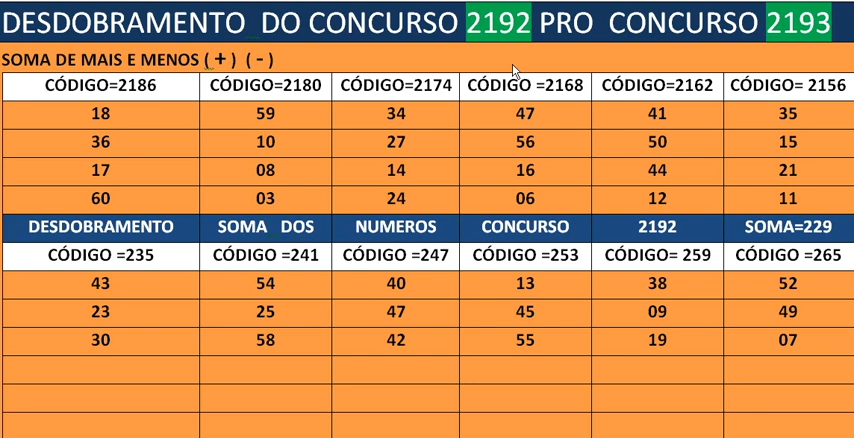 DESDOBRAMENTO DO CONCURSO 2192 PRO CONCURSO 2193
SOMA DE MAIS E MENOS ( + ) ( - )
CÓDIGO=2186 CÓDIGO=2180 CÓDIGO=2174 CÓDIGO =2168 CÓDIGO=2162 CÓDIGO= 2156
18 59 34 47 41 35
36 10 27 56 50 15
17 08 14 16 44 21
60 03 24 06 12 11
DESDOBRAMENTO SOMA DOS NUMEROS CONCURSO 2192 SOMA=229
CÓDIGO =235 CÓDIGO =241 CÓDIGO =247 CÓDIGO =253 CÓDIGO= 259 CÓDIGO =265
43 54 40 13 38 52
23 25 47 45 09 49
30 58 42 55 19 07